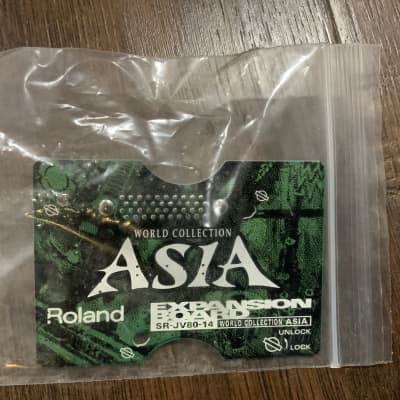 WORLD COLLECTION
ASIA
Roland
EXPANSION
BOARD
SR-JV80-14 WORLD COLLECTION ASIA
UNLOCK
LOCK